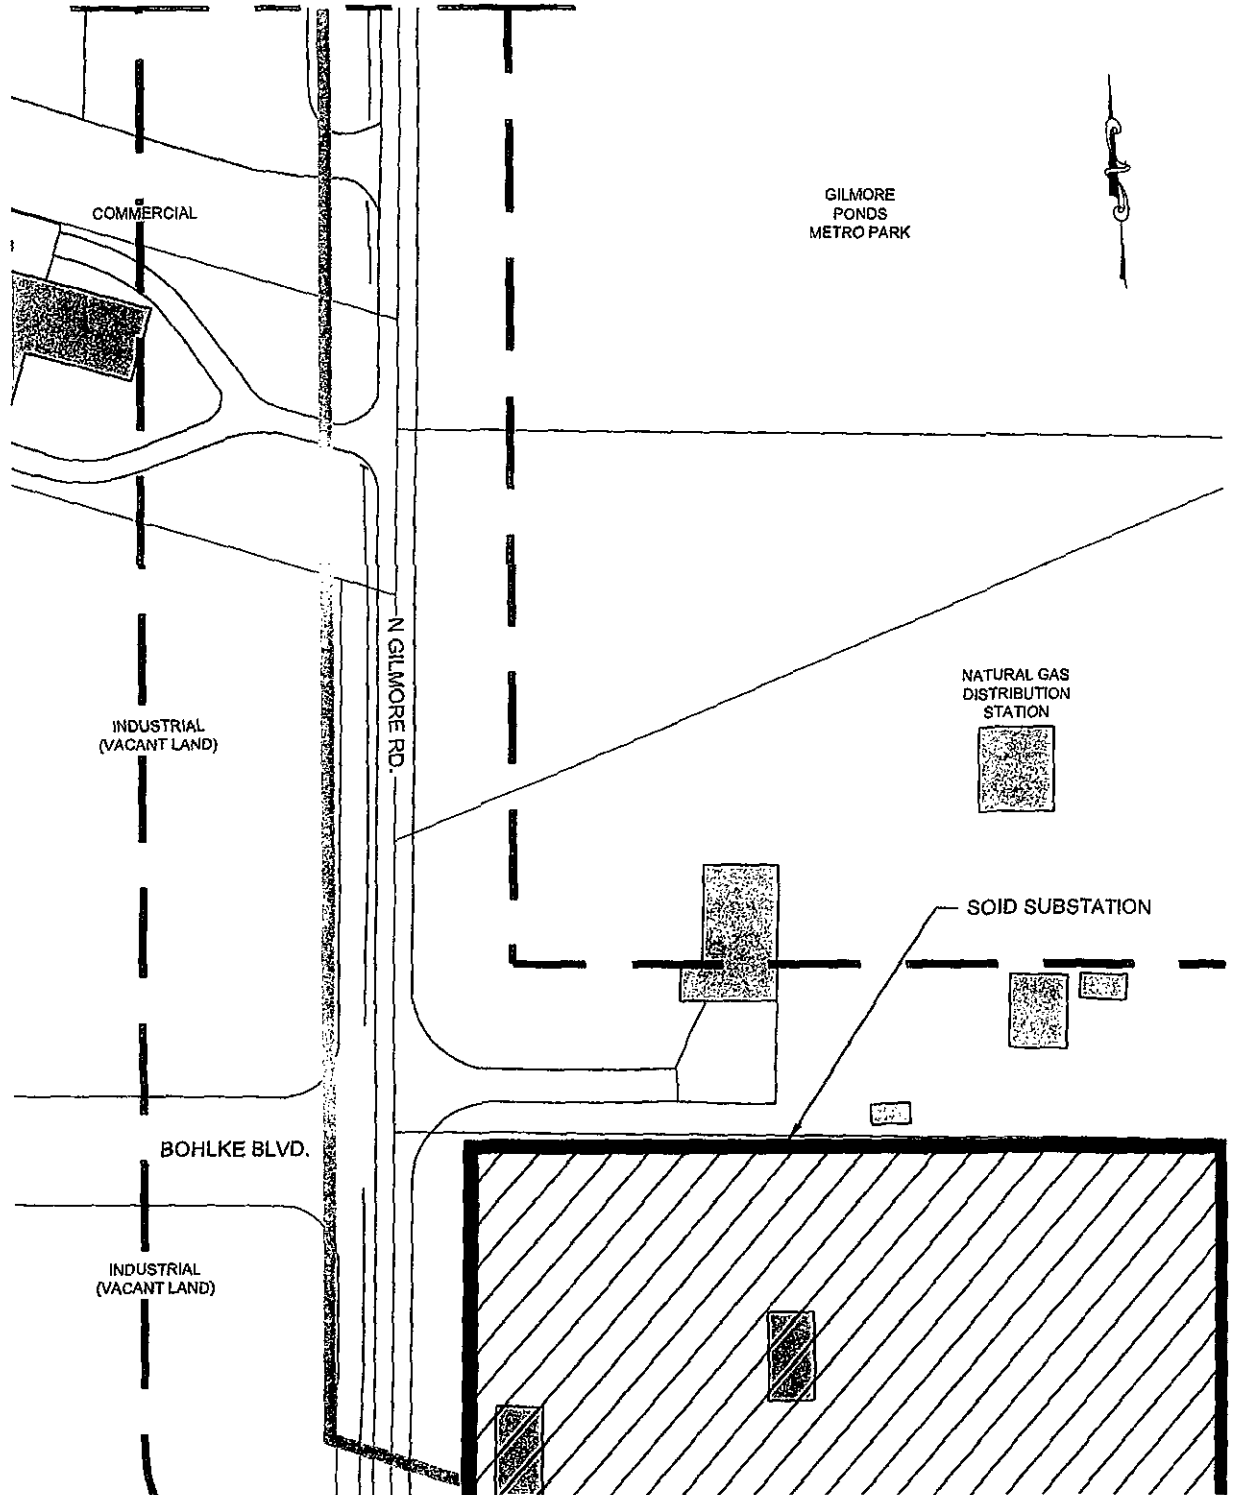 GILMORE
PONDS
METRO PARK
COMMERCIAL
N GILMORE RD.
NATURAL GAS
DISTRIBUTION
STATION
INDUSTRIAL
(VACANT LAND)
SOID SUBSTATION
BOHLKE BLVD.
INDUSTRIAL
(VACANT LAND)